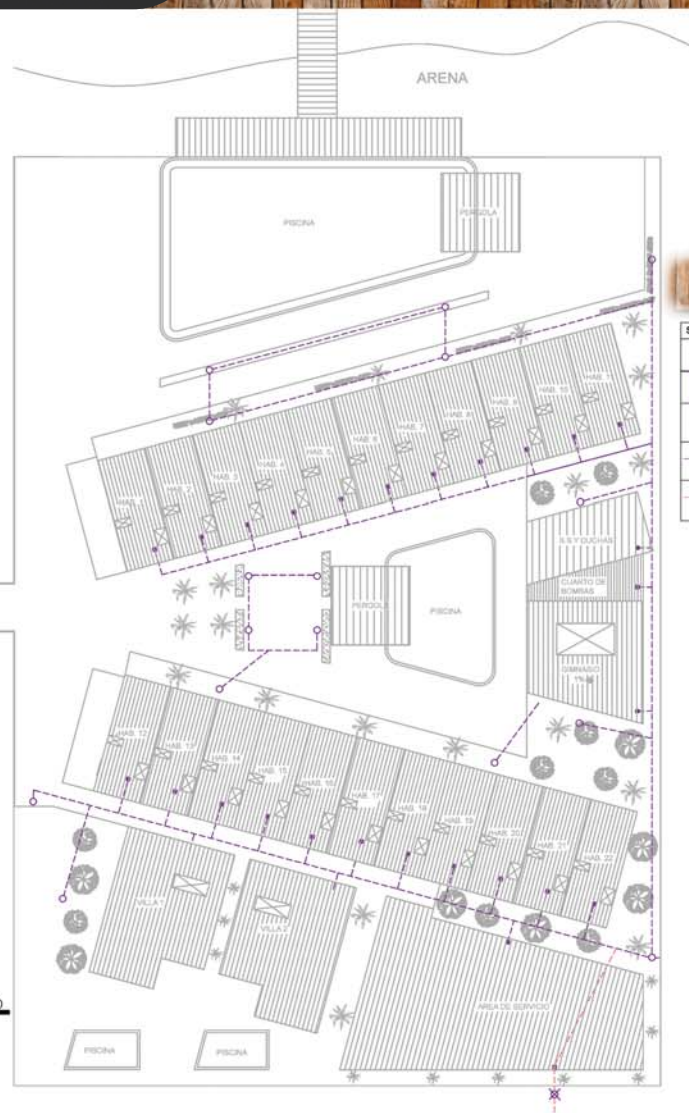 ARENA
PISCINA
PERGOLA
HAB. 1
HAB. 2
HAB. 3
HAB. 4
HAB. 5
HAB. 6
HAB. 7
HAB. 8
HAB. 9
HAB. 10
S.S Y DUCHAS
CUARTO DE
BOMBAS
PERGOLA
PISCINA
GIMNASIO
HAB. 12
HAB. 13
HAB. 14
HAB. 15
HAB. 16
HAB. 17
HAB. 18
HAB. 19
HAB. 20
HAB. 21
HAB. 22
VILLA 1
VILLA 2
AREA DE SERVICIO
PISCINA
PISCINA